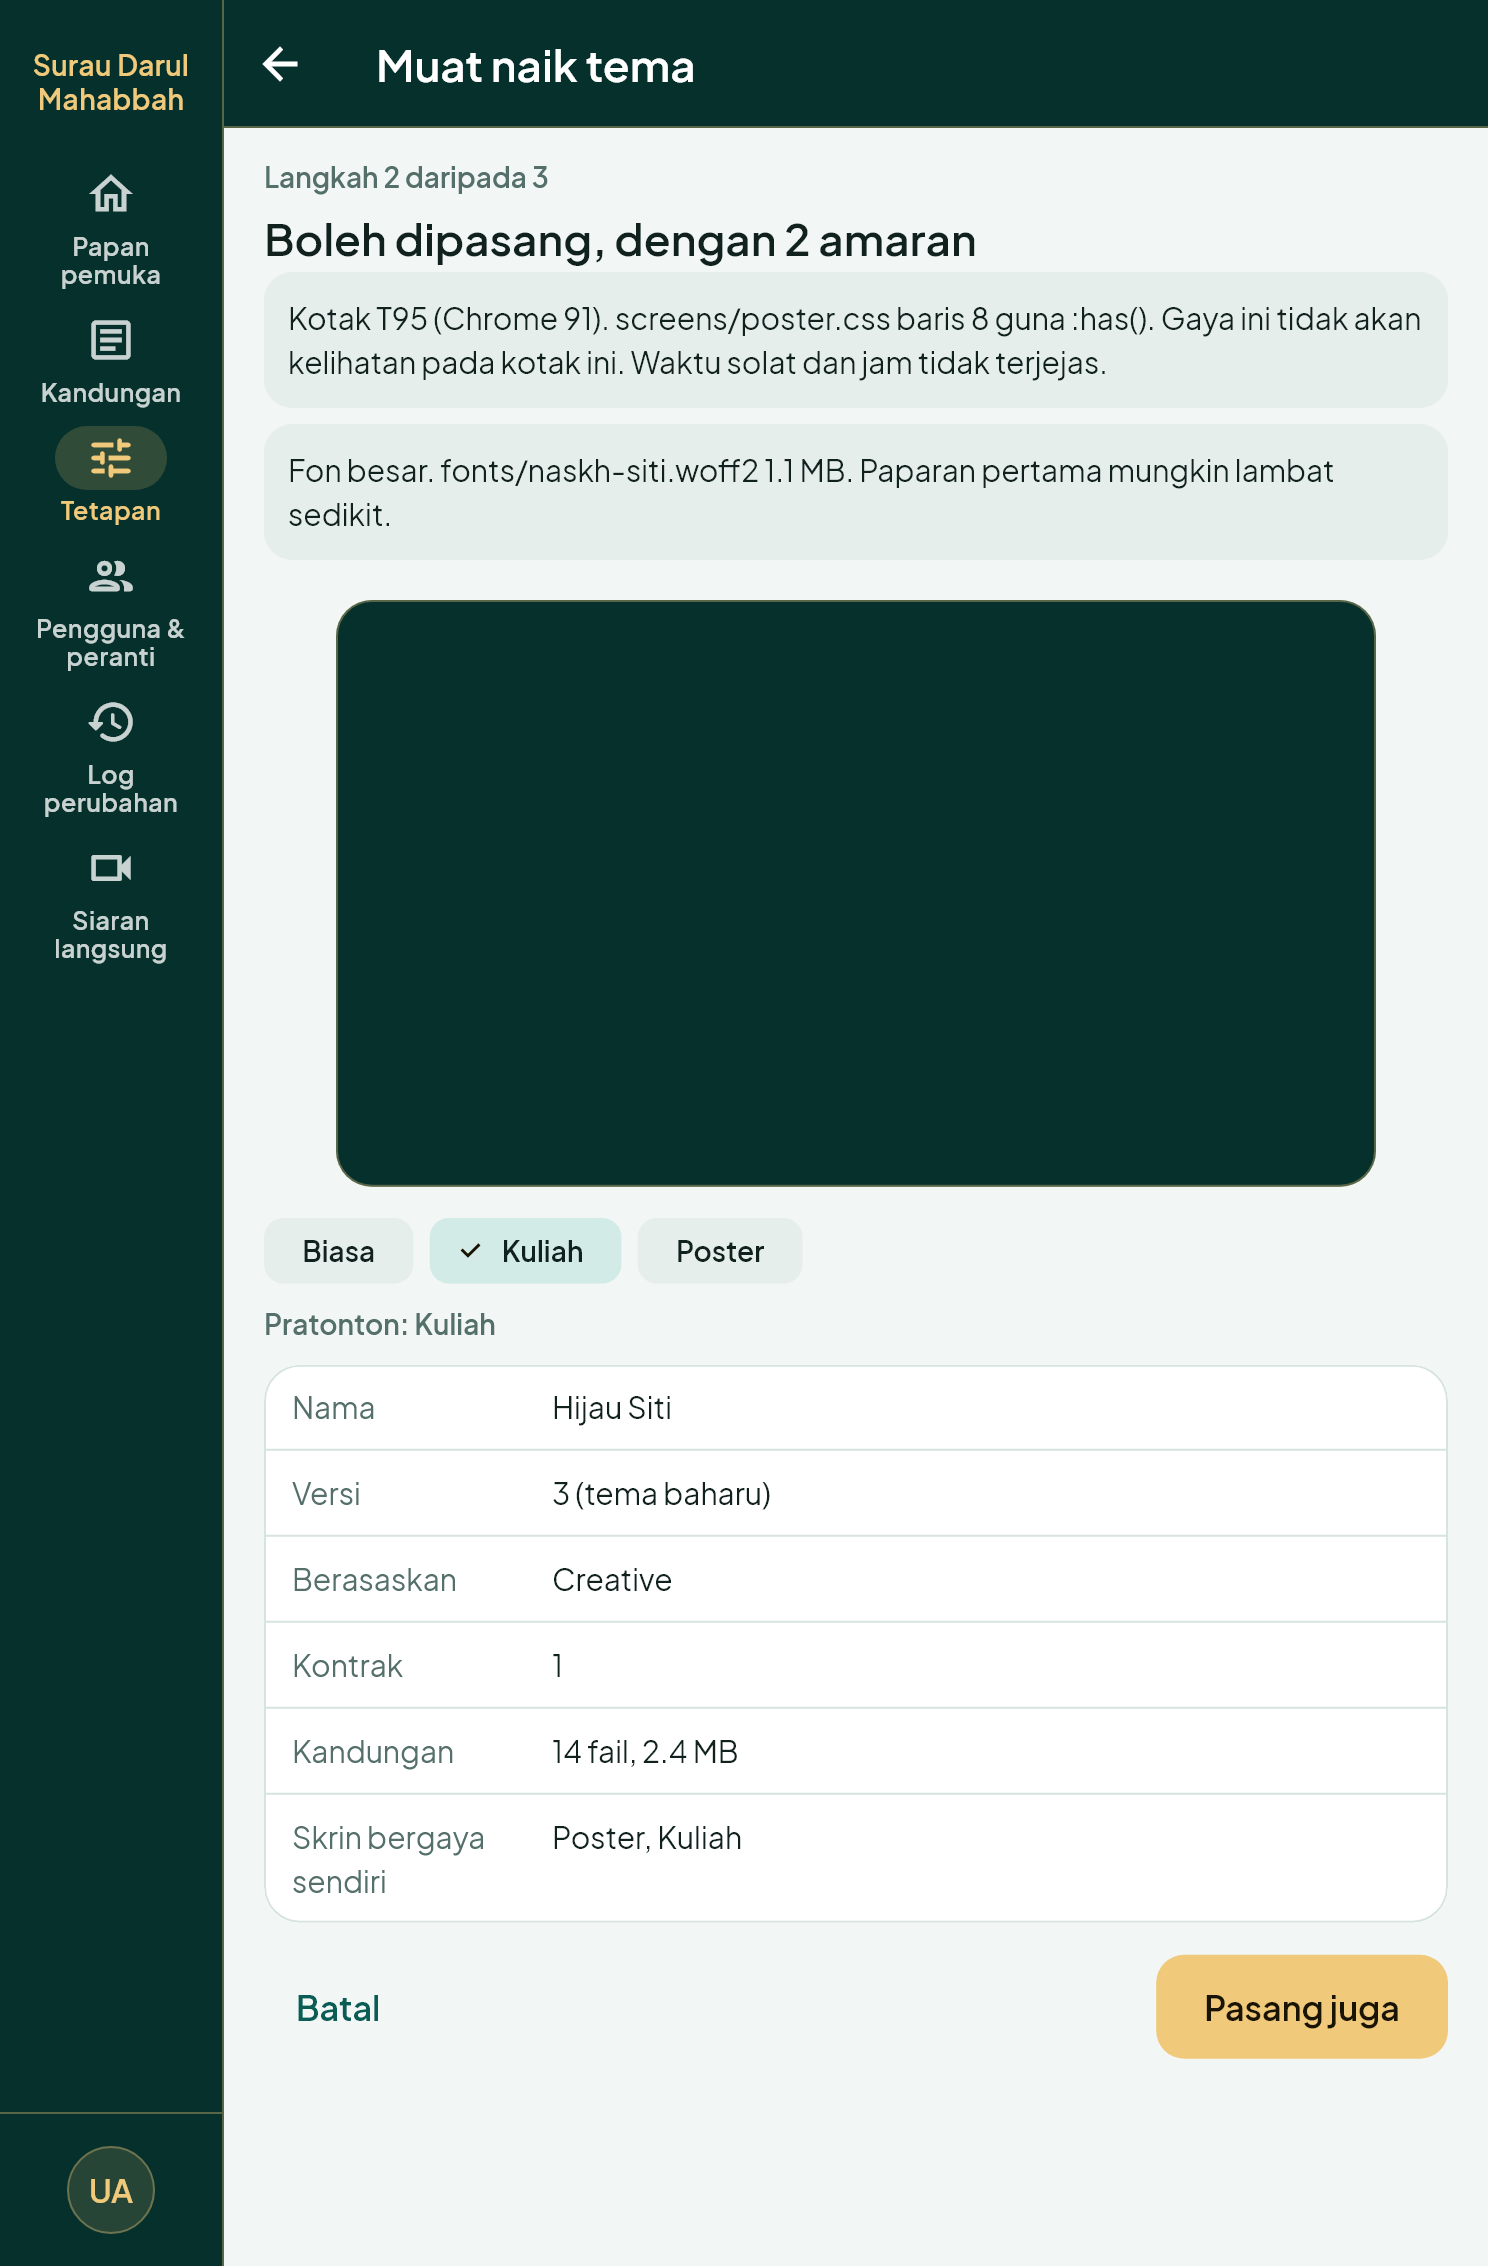 Surau Darul
Mahabbah
Papan
pemuka
Kandungan
Tetapan
Pengguna &
peranti
Log
perubahan
Siaran
langsung
UA
Muat naik tema
Langkah 2 daripada 3
Boleh dipasang, dengan 2 amaran
Kotak T95 (Chrome 91). screens/poster.css baris 8 guna :has(). Gaya ini tidak akan
kelihatan pada kotak ini. Waktu solat dan jam tidak terjejas.
Fon besar. fonts/naskh-siti.woff2 1.1 MB. Paparan pertama mungkin lambat
sedikit.
Biasa
Kuliah
Poster
Pratonton: Kuliah
Nama
Hijau Siti
Versi
3 (tema baharu)
Berasaskan
Creative
Kontrak
1
Kandungan
14 fail, 2.4 MB
Skrin bergaya
sendiri
Poster, Kuliah
Batal
Pasang juga